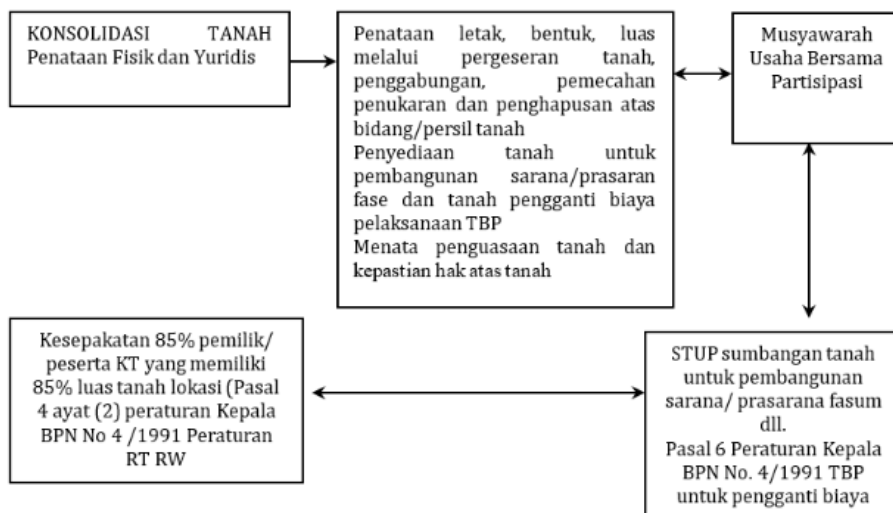 KONSOLIDASI TANAH
Penataan Fisik dan Yuridis
Penataan letak, bentuk, luas
melalui pergeseran tanah,
penggabungan, pemecahan
penukaran dan penghapusan atas
bidang/persil tanah
Penyediaan tanah untuk
pembangunan sarana/prasaran
fase dan tanah pengganti biaya
pelaksanaan TBP
Menata penguasaan tanah dan
kepastian hak atas tanah
Musyawarah
Usaha Bersama
Partisipasi
Kesepakatan 85% pemilik/
peserta KT yang memiliki
85% luas tanah lokasi (Pasal
4 ayat (2) peraturan Kepala
BPN No 4 /1991 Peraturan
RT RW
STUP sumbangan tanah
untuk pembangunan
sarana/ prasarana fasum
dll.
Pasal 6 Peraturan Kepala
BPN No. 4/1991 TBP
untuk pengganti biaya